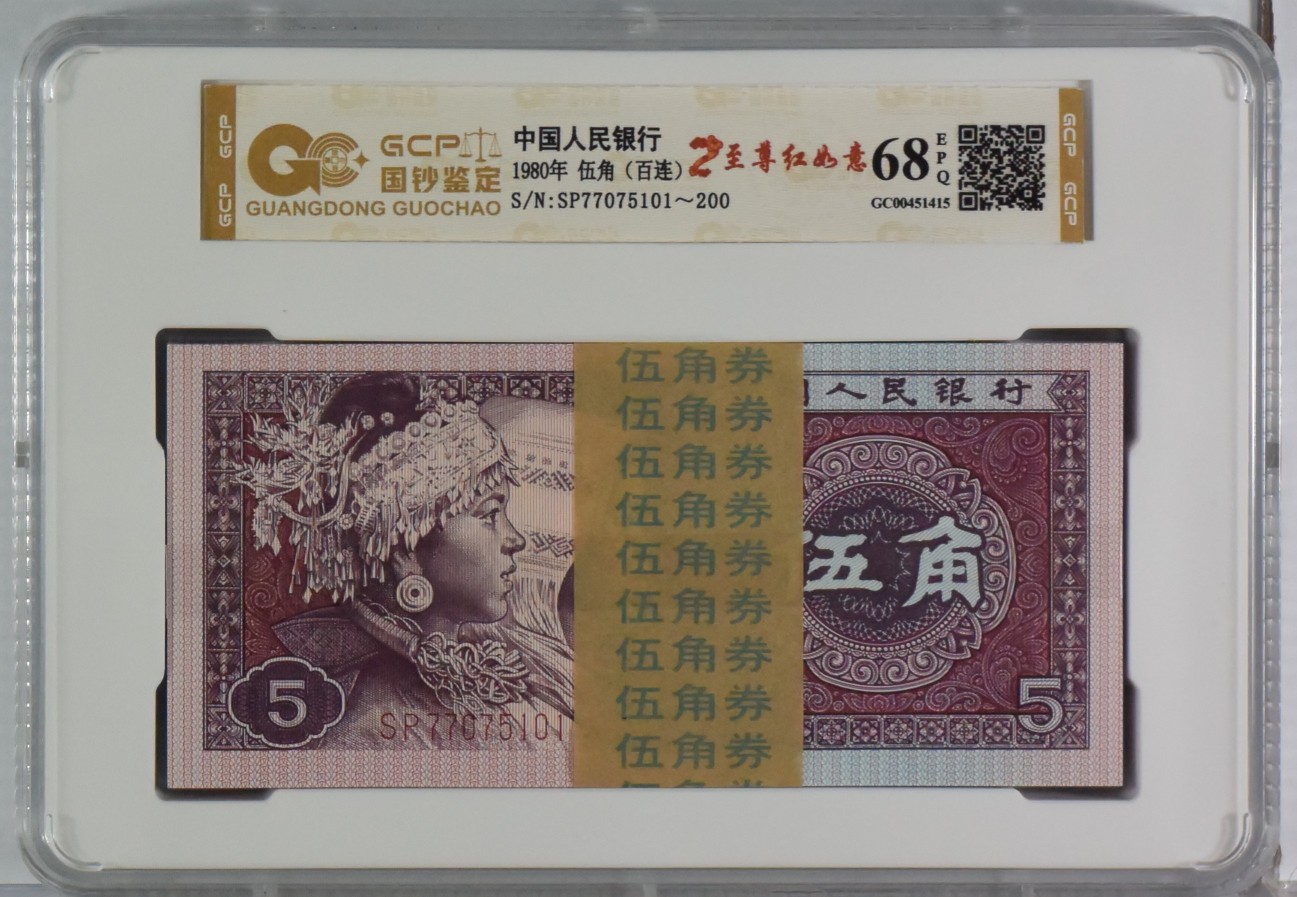 GCP
GCP
GCP
国钞鉴定
GUANGDONG GUOCHAO
中国人民银行
1980年 伍角（百连）
S/N:SP77075101～200
至尊红如意
68
EPQ
GC00451415
GCP
GCP
伍角券
伍角券
伍角券
伍角券
伍角券
伍角券
伍角券
伍角券
伍角券
人民银行
伍角
5
SP77075101
5